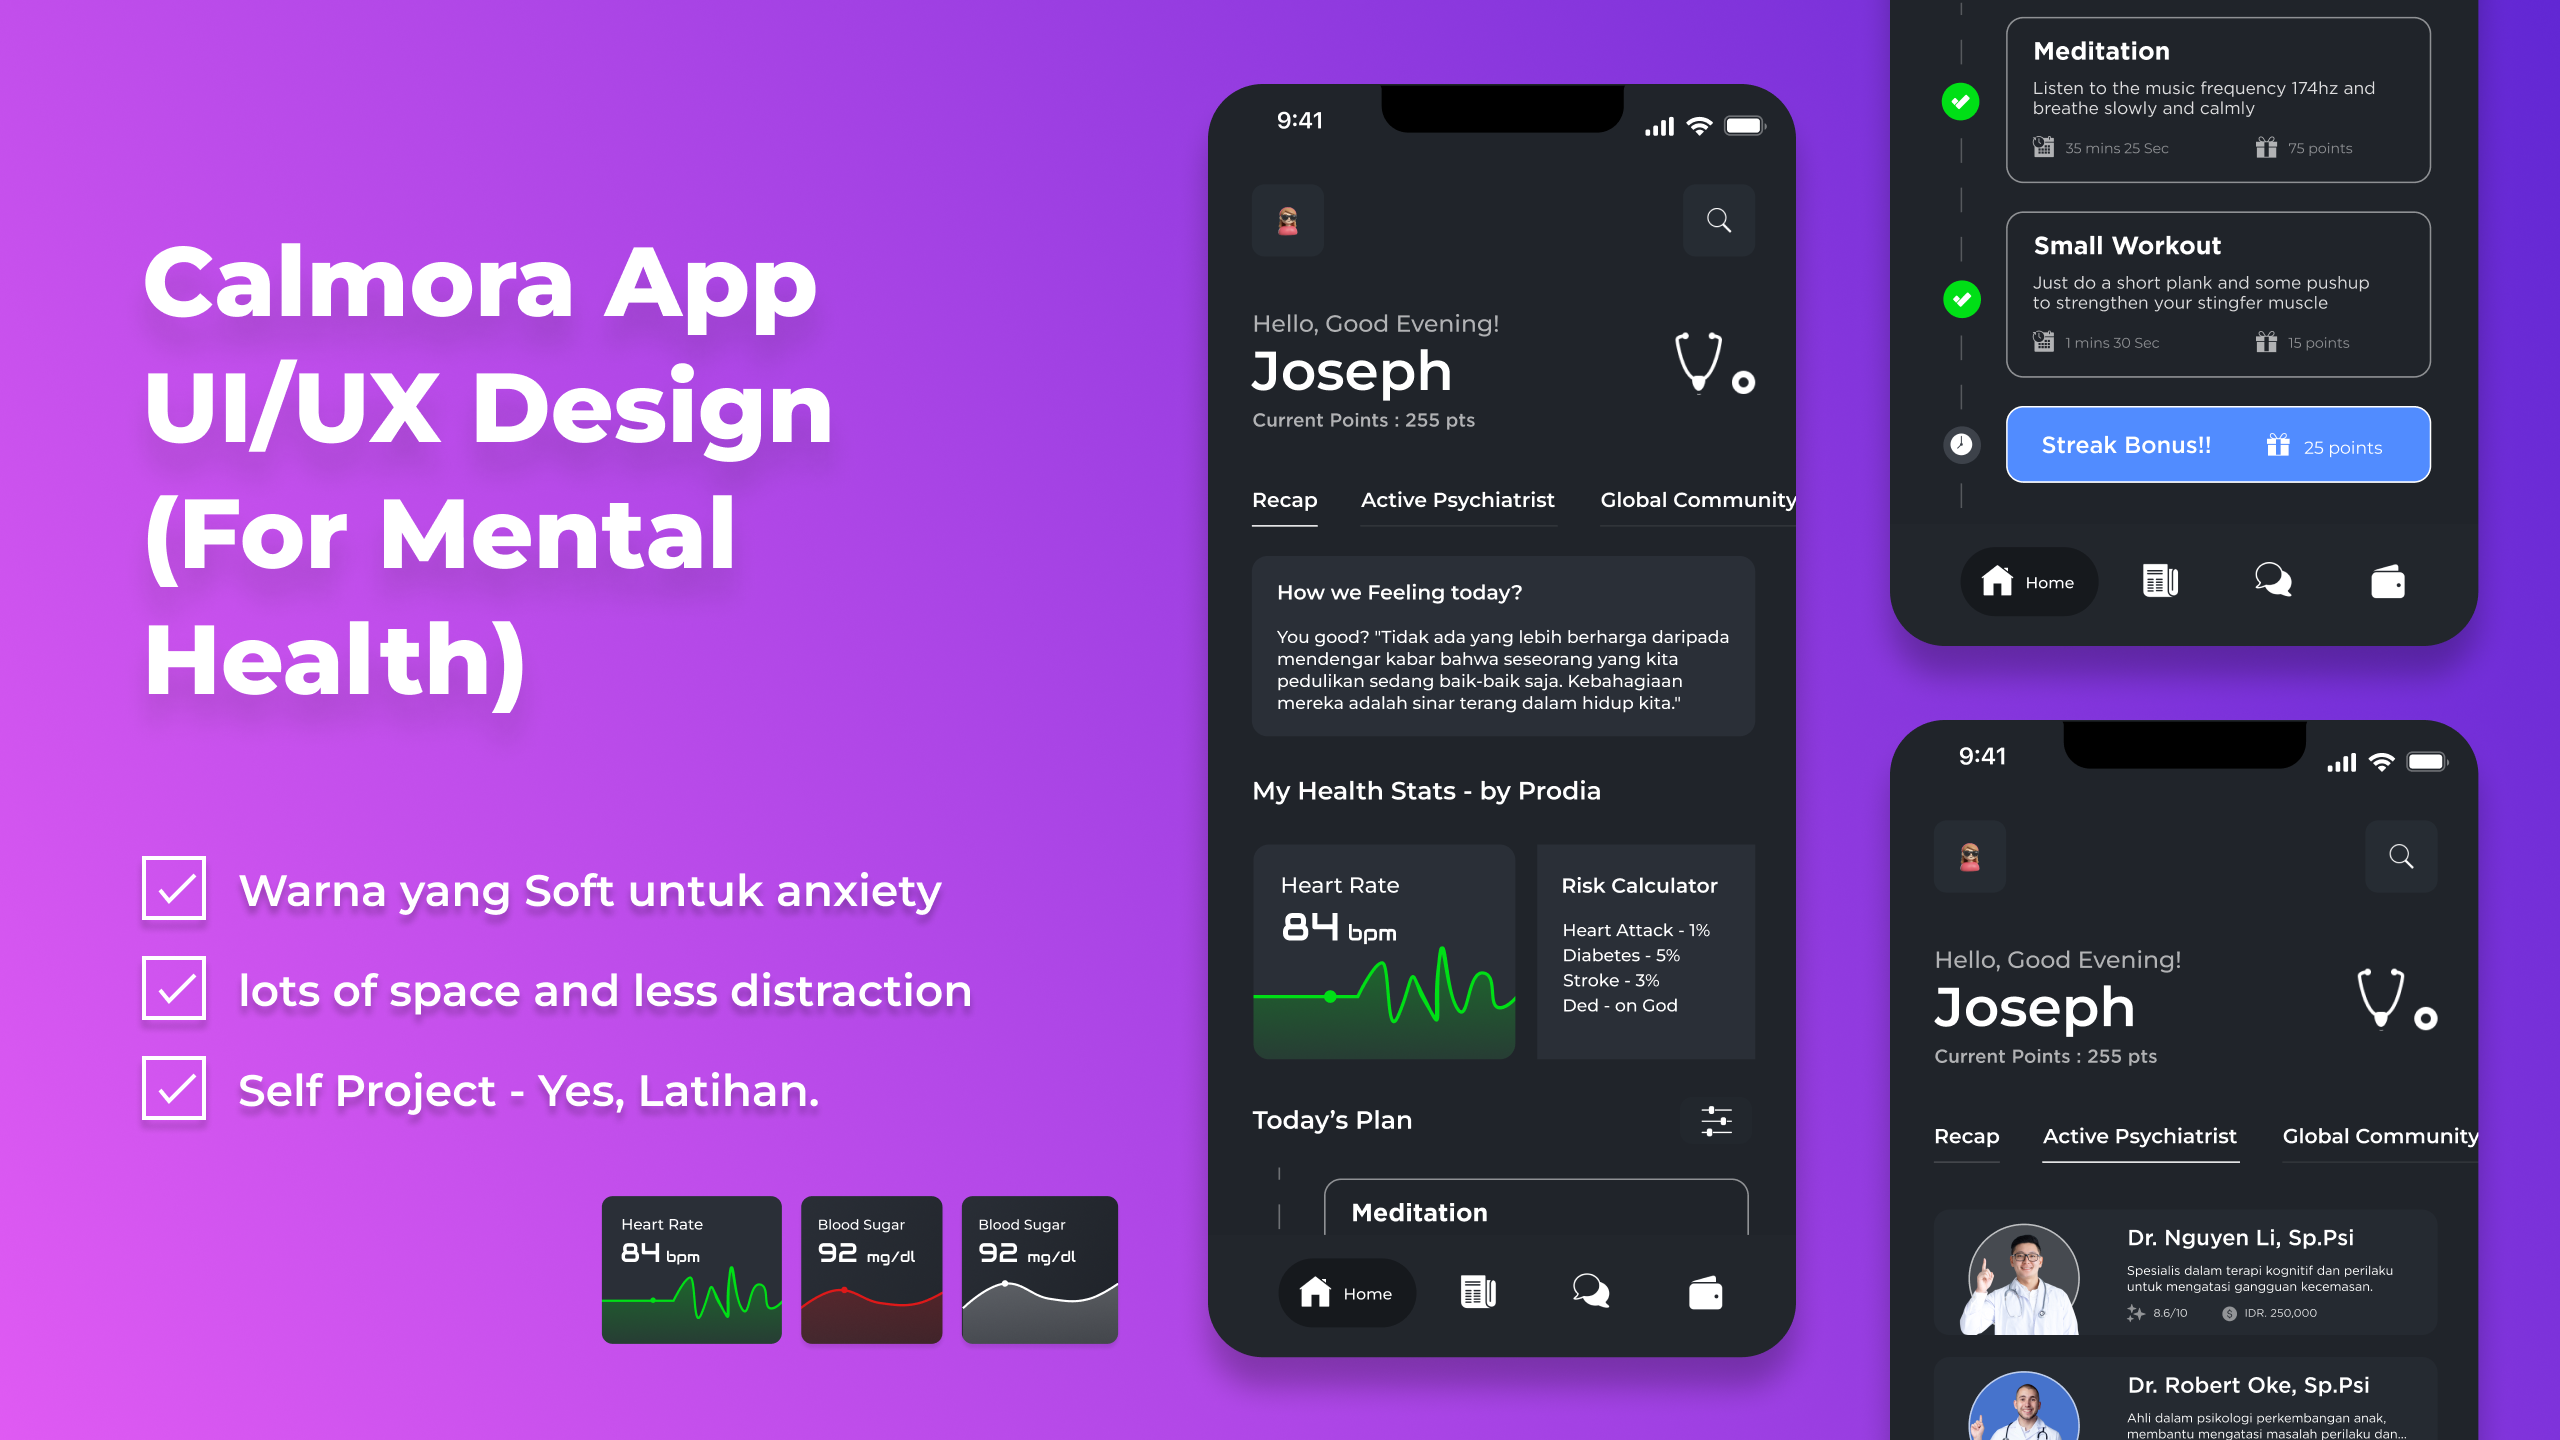 Calmora App
UI/UX Design
(For Mental
Health)
Warna yang Soft untuk anxiety
lots of space and less distraction
Self Project - Yes, Latihan.
Heart Rate
84 bpm
Blood Sugar
92 mg/dl
Blood Sugar
92 mg/dl
9:41
Hello, Good Evening!
Joseph
Current Points : 255 pts
Recap Active Psychiatrist Global Community
How we Feeling today?
You good? "Tidak ada yang lebih berharga daripada
mendengar kabar bahwa seseorang yang kita
pedulikan sedang baik-baik saja. Kebahagiaan
mereka adalah sinar terang dalam hidup kita."
My Health Stats - by Prodia
Heart Rate
84 bpm
Risk Calculator
Heart Attack - 1%
Diabetes - 5%
Stroke - 3%
Ded - on God
Today’s Plan
Meditation
Home
Meditation
Listen to the music frequency 174hz and
breathe slowly and calmly
35 mins 25 Sec 75 points
Small Workout
Just do a short plank and some pushup
to strengthen your stingfer muscle
1 mins 30 Sec 15 points
Streak Bonus!! 25 points
Home
9:41
Hello, Good Evening!
Joseph
Current Points : 255 pts
Recap Active Psychiatrist Global Community
Dr. Nguyen Li, Sp.Psi
Spesialis dalam terapi kognitif dan perilaku
untuk mengatasi gangguan kecemasan.
8.6/10 IDR. 250,000
Dr. Robert Oke, Sp.Psi
Ahli dalam psikologi perkembangan anak,
membantu mengatasi masalah perilaku dan...